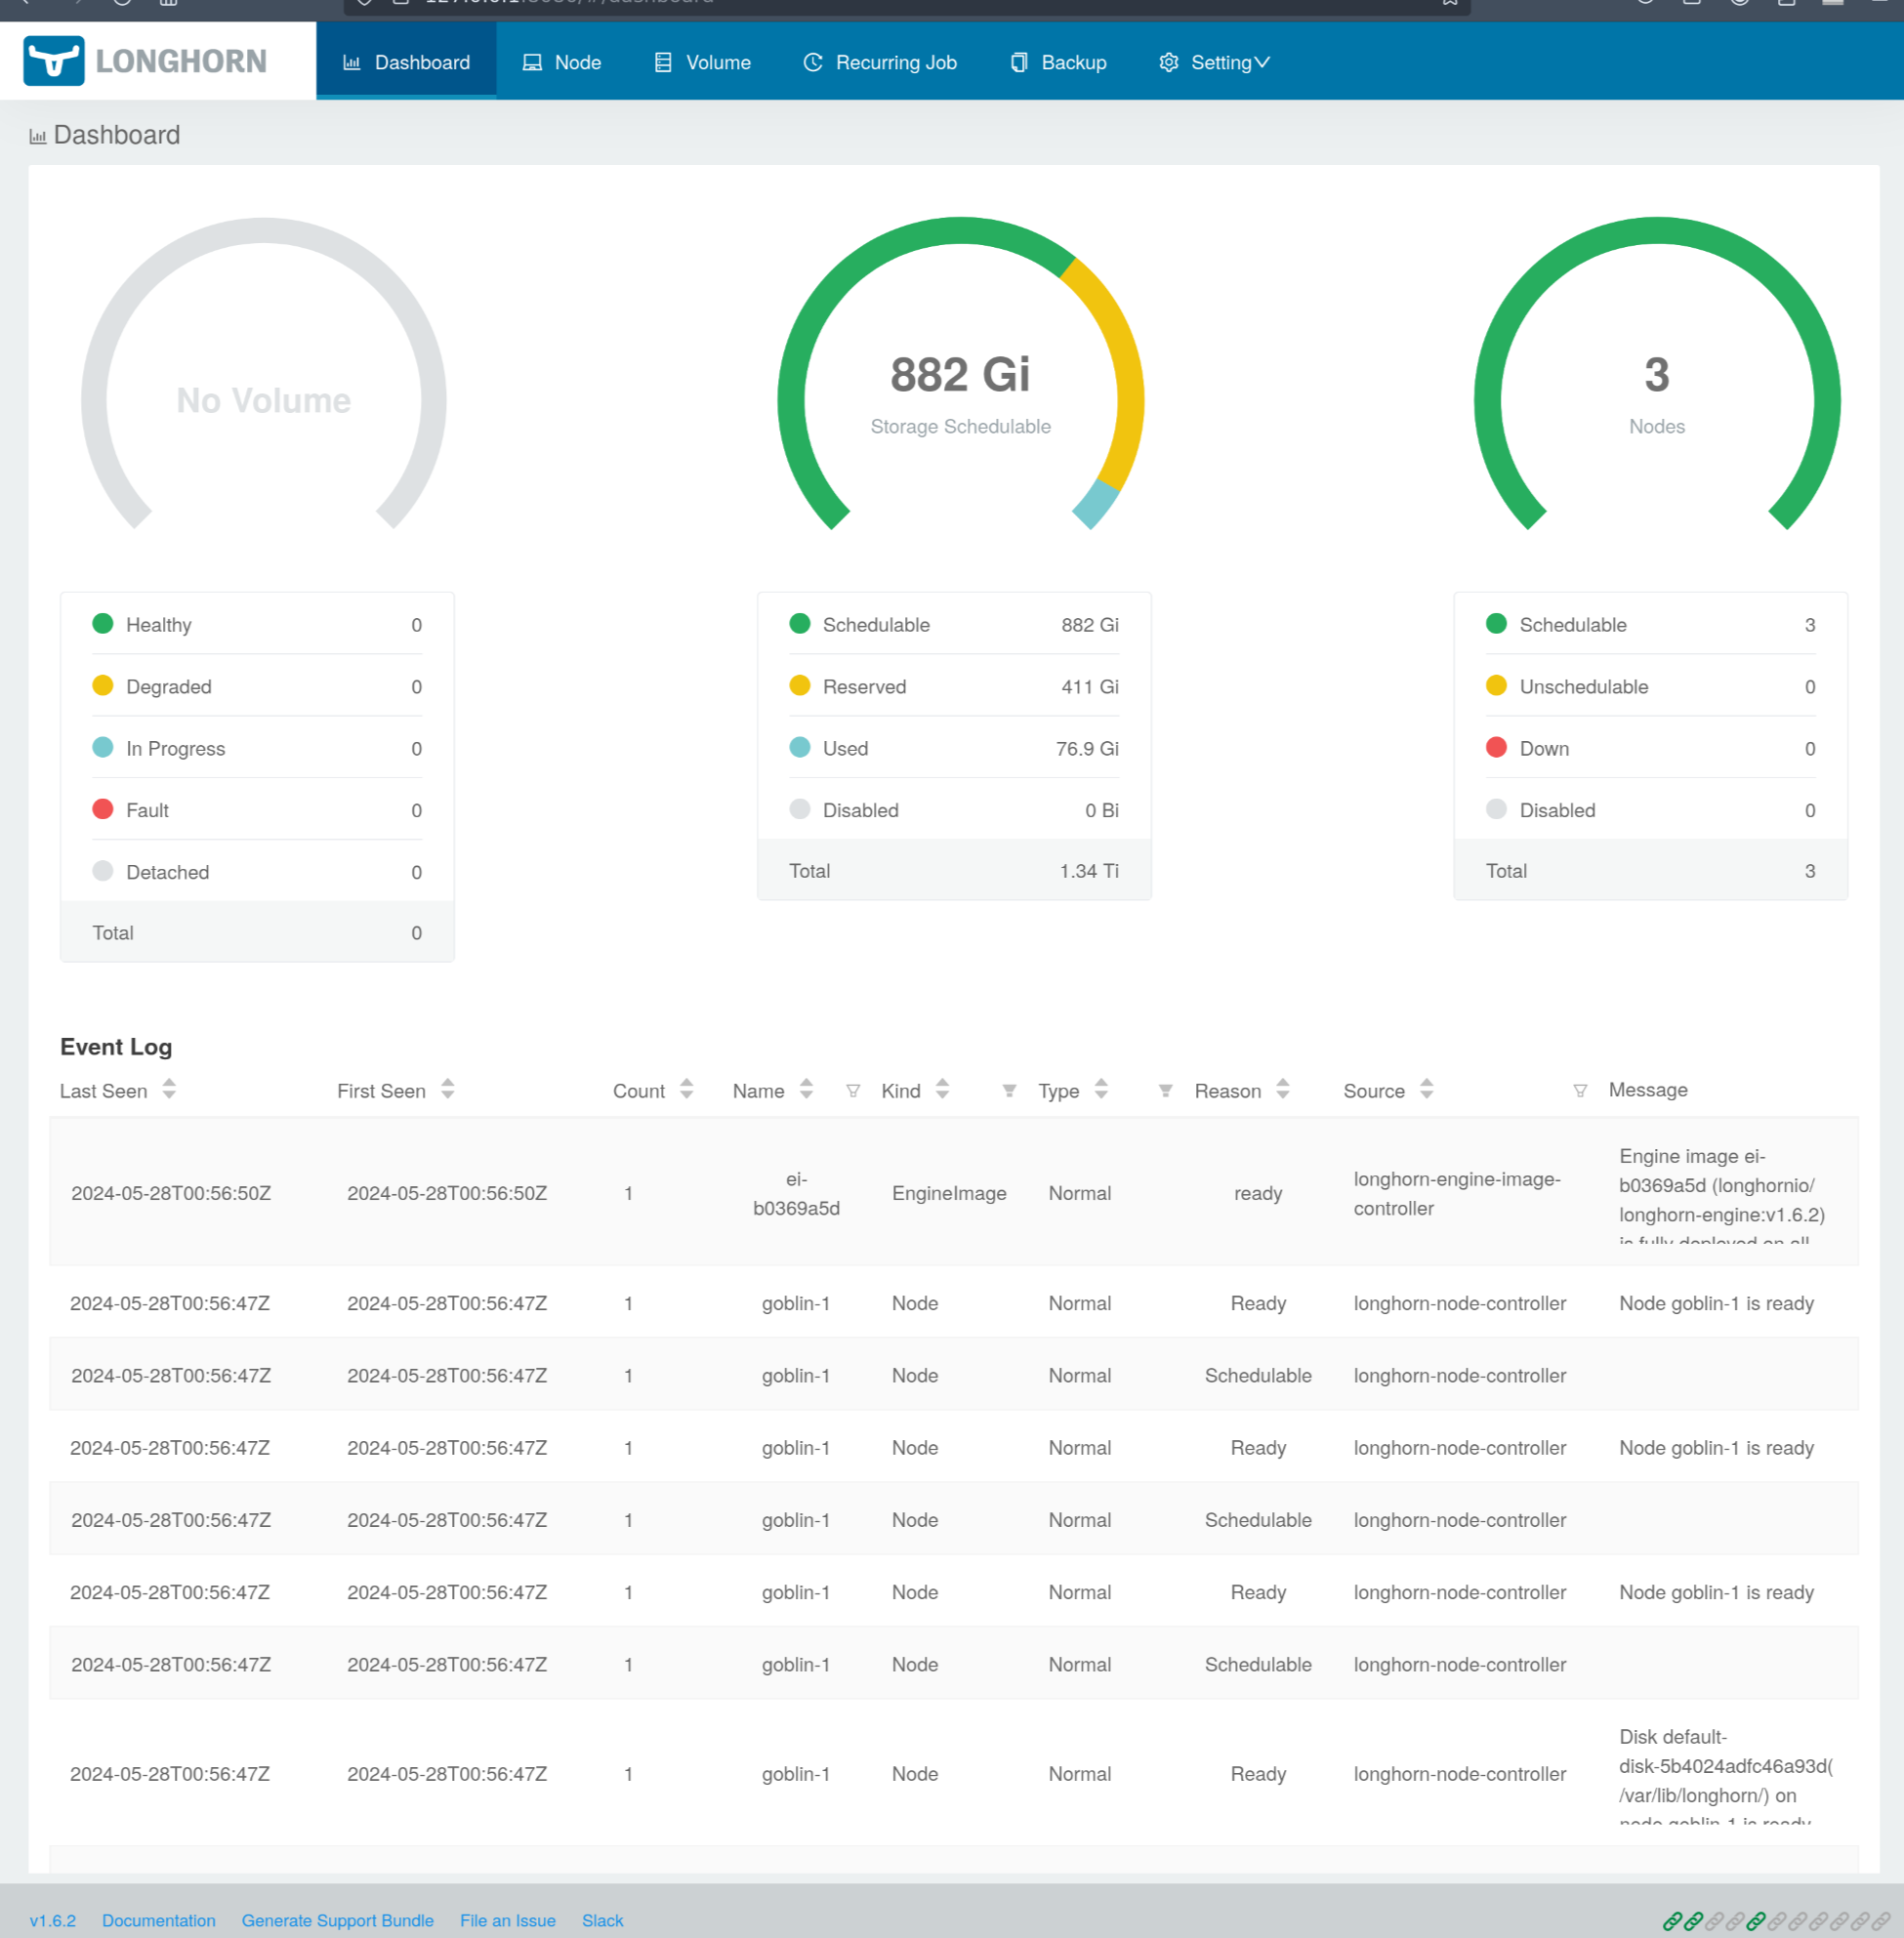 LONGHORN Dashboard Node Volume Recurring Job Backup Setting
Dashboard
No Volume
882 Gi
Storage Schedulable
3
Nodes
Healthy 0
Degraded 0
In Progress 0
Fault 0
Detached 0
Total 0
Schedulable 882 Gi
Reserved 411 Gi
Used 76.9 Gi
Disabled 0 Bi
Total 1.34 Ti
Schedulable 3
Unschedulable 0
Down 0
Disabled 0
Total 3
Event Log
Last Seen First Seen Count Name Kind Type Reason Source Message
2024-05-28T00:56:50Z 2024-05-28T00:56:50Z 1 ei-
b0369a5d EngineImage Normal ready longhorn-engine-image-
controller Engine image ei-
b0369a5d (longhornio/
longhorn-engine:v1.6.2)
is fully deployed on all
2024-05-28T00:56:47Z 2024-05-28T00:56:47Z 1 goblin-1 Node Normal Ready longhorn-node-controller Node goblin-1 is ready
2024-05-28T00:56:47Z 2024-05-28T00:56:47Z 1 goblin-1 Node Normal Schedulable longhorn-node-controller
2024-05-28T00:56:47Z 2024-05-28T00:56:47Z 1 goblin-1 Node Normal Ready longhorn-node-controller Node goblin-1 is ready
2024-05-28T00:56:47Z 2024-05-28T00:56:47Z 1 goblin-1 Node Normal Schedulable longhorn-node-controller
2024-05-28T00:56:47Z 2024-05-28T00:56:47Z 1 goblin-1 Node Normal Ready longhorn-node-controller Node goblin-1 is ready
2024-05-28T00:56:47Z 2024-05-28T00:56:47Z 1 goblin-1 Node Normal Schedulable longhorn-node-controller
2024-05-28T00:56:47Z 2024-05-28T00:56:47Z 1 goblin-1 Node Normal Ready longhorn-node-controller Disk default-
disk-5b4024adfc46a93d(
/var/lib/longhorn/) on
node goblin-1 is ready
v1.6.2 Documentation Generate Support Bundle File an Issue Slack